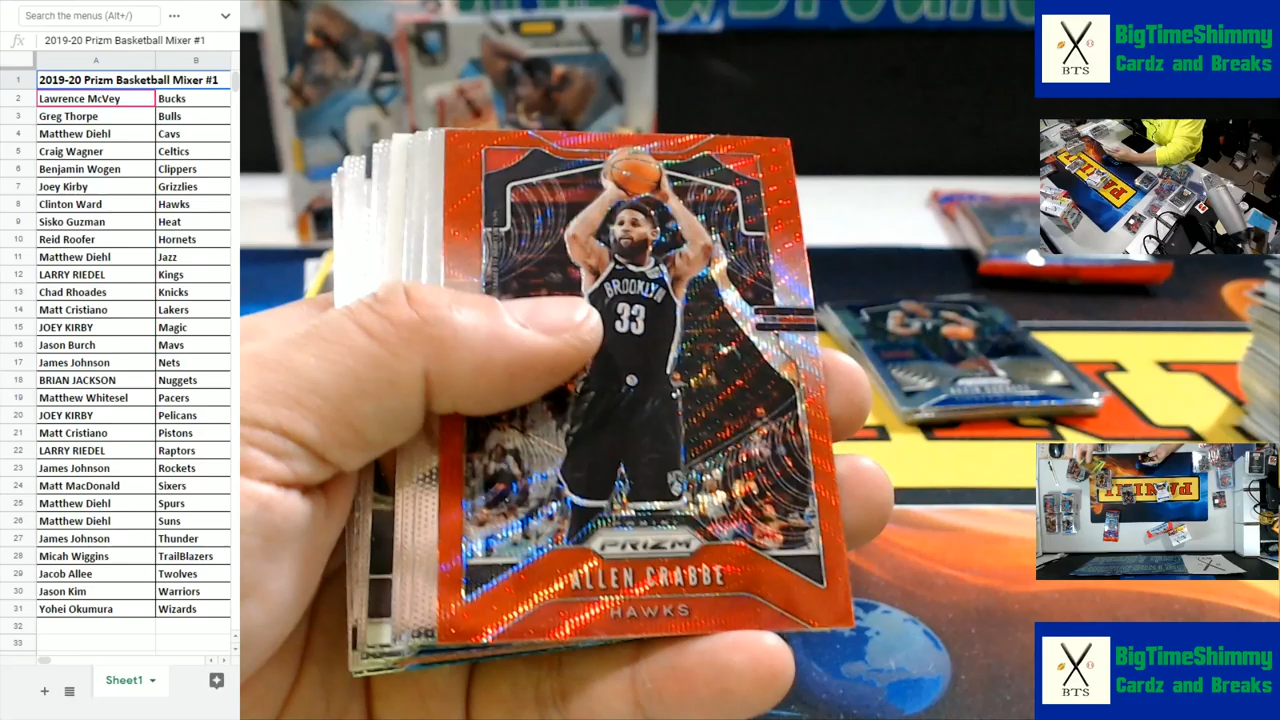 Search the menus (Alt+/)
fx 2019-20 Prizm Basketball Mixer #1
A B
1 2019-20 Prizm Basketball Mixer #1
2 Lawrence McVey Bucks
3 Greg Thorpe Bulls
4 Matthew Diehl Cavs
5 Craig Wagner Celtics
6 Benjamin Wogen Clippers
7 Joey Kirby Grizzlies
8 Clinton Ward Hawks
9 Sisko Guzman Heat
10 Reid Roofer Hornets
11 Matthew Diehl Jazz
12 LARRY RIEDEL Kings
13 Chad Rhoades Knicks
14 Matt Cristiano Lakers
15 JOEY KIRBY Magic
16 Jason Burch Mavs
17 James Johnson Nets
18 BRIAN JACKSON Nuggets
19 Matthew Whitesel Pacers
20 JOEY KIRBY Pelicans
21 Matt Cristiano Pistons
22 LARRY RIEDEL Raptors
23 James Johnson Rockets
24 Matt MacDonald Sixers
25 Matthew Diehl Spurs
26 Matthew Diehl Suns
27 James Johnson Thunder
28 Micah Wiggins TrailBlazers
29 Jacob Allee Twolves
30 Jason Kim Warriors
31 Yohei Okumura Wizards
32
33
Sheet1
BROOKLYN
33
PRIZM
ALLEN CRABBE
HAWKS
BTS
BigTimeShimmy
Cardz and Breaks
PANINI
PANINI
BTS
BigTimeShimmy
Cardz and Breaks